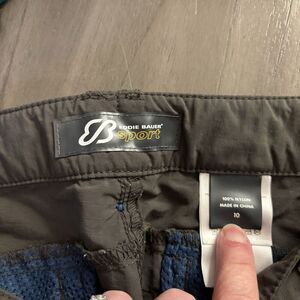 EDDIE BAUER
sport
100% NYLON
MADE IN CHINA
10